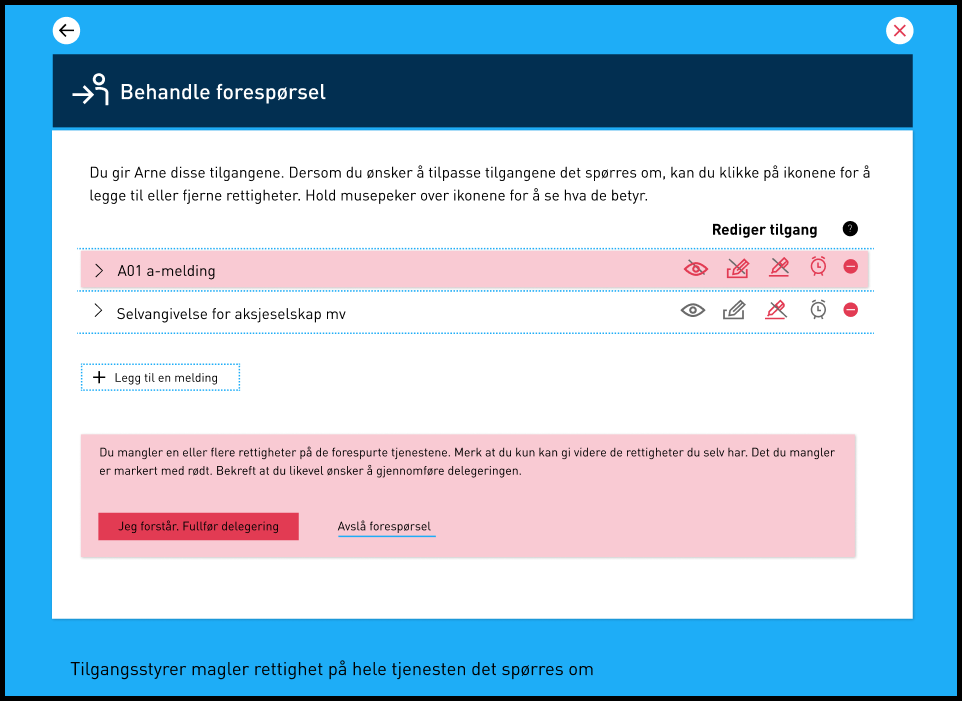 Behandle forespørsel
Du gir Arne disse tilgangene. Dersom du ønsker å tilpasse tilgangene det spørres om, kan du klikke på ikonene for å
legge til eller fjerne rettigheter. Hold musepeker over ikonene for å se hva de betyr.
Rediger tilgang ?
A01 a-melding
Selvangivelse for aksjeselskap mv
Legg til en melding
Du mangler en eller flere rettigheter på de forespurte tjenestene. Merk at du kun kan gi videre de rettigheter du selv har. Det du mangler
er markert med rødt. Bekreft at du likevel ønsker å gjennomføre delegeringen.
Jeg forstår. Fullfør delegering
Avslå forespørsel
Tilgangsstyrer magler rettighet på hele tjenesten det spørres om